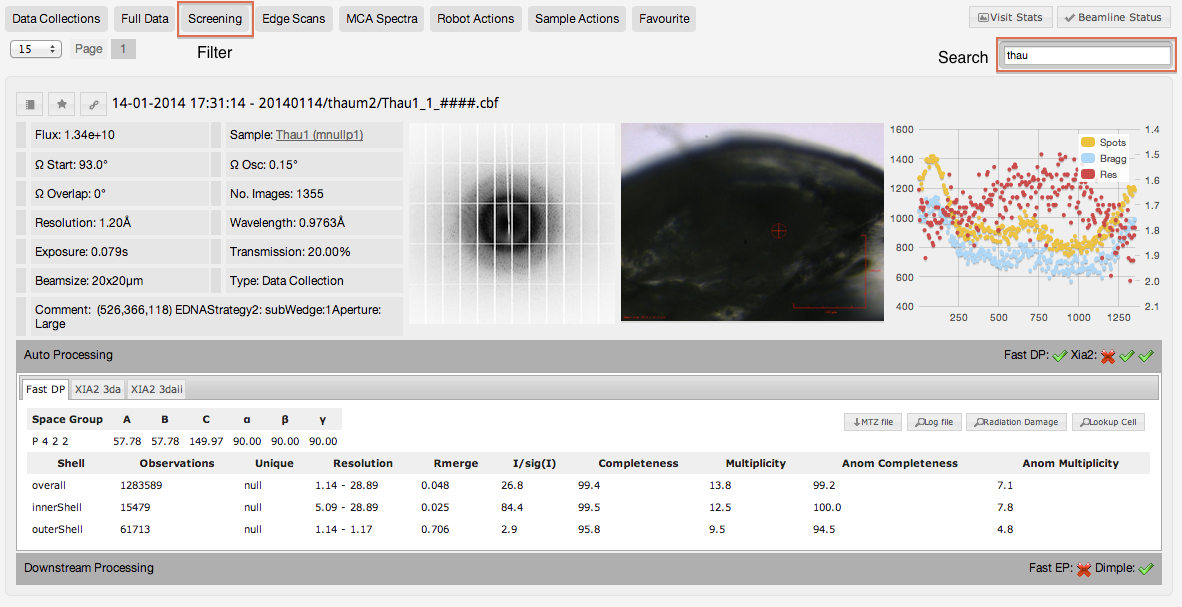 Data Collections Full Data Screening Edge Scans MCA Spectra Robot Actions Sample Actions Favourite Visit Stats Beamline Status
15 Page 1 Filter Search thau
14-01-2014 17:31:14 - 20140114/thaum2/Thau1_1_####.cbf
Flux: 1.34e+10 Sample: Thau1 (mnullp1)
Ω Start: 93.0° Ω Osc: 0.15°
Ω Overlap: 0° No. Images: 1355
Resolution: 1.20Å Wavelength: 0.9763Å
Exposure: 0.079s Transmission: 20.00%
Beamsize: 20x20μm Type: Data Collection
Comment: (526,366,118) EDNAStrategy2: subWedge:1Aperture:
Large
1600 1.4
Spots
1400 1.5
Bragg
1200 1.6
Res
1000 1.7
800 1.8
600 1.9
400 2.0
2.1
250 500 750 1000 1250
Auto Processing Fast DP: Xia2:
Fast DP XIA2 3da XIA2 3daii
Space Group A B C α β γ MTZ file Log file Radiation Damage Lookup Cell
P 4 2 2 57.78 57.78 149.97 90.00 90.00 90.00
Shell Observations Unique Resolution Rmerge I/sig(I) Completeness Multiplicity Anom Completeness Anom Multiplicity
overall 1283589 null 1.14 - 28.89 0.048 26.8 99.4 13.8 99.2 7.1
innerShell 15479 null 5.09 - 28.89 0.025 84.4 99.5 12.5 100.0 7.8
outerShell 61713 null 1.14 - 1.17 0.706 2.9 95.8 9.5 94.5 4.8
Downstream Processing Fast EP: Dimple: